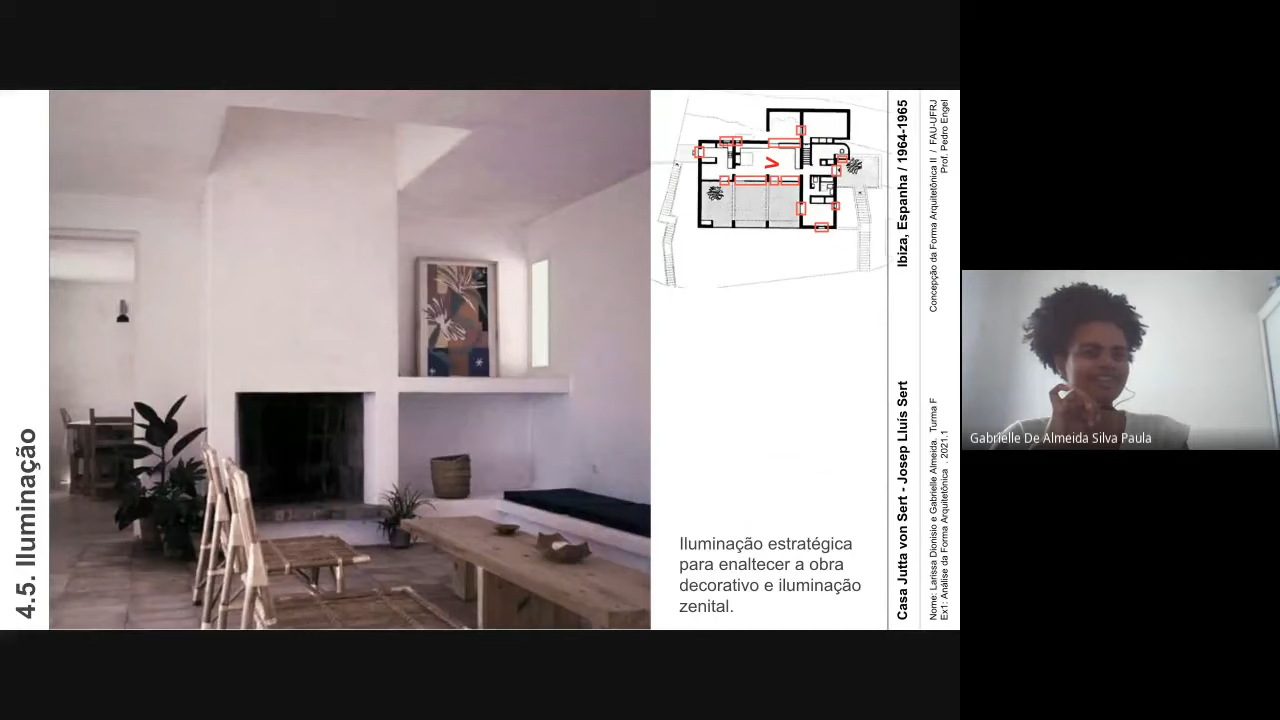 4.5. Iluminação
Iluminação estratégica
para enaltecer a obra
decorativo e iluminação
zenital.
Casa Jutta von Sert - Josep Lluís Sert
Ibiza, Espanha / 1964-1965
Nome: Larissa Dionisio e Gabrielle Almeida. Turma F
Ex1: Análise da Forma Arquitetônica . 2021.1
Concepção da Forma Arquitetônica II / FAU-UFRJ
Prof. Pedro Engel
Gabrielle De Almeida Silva Paula